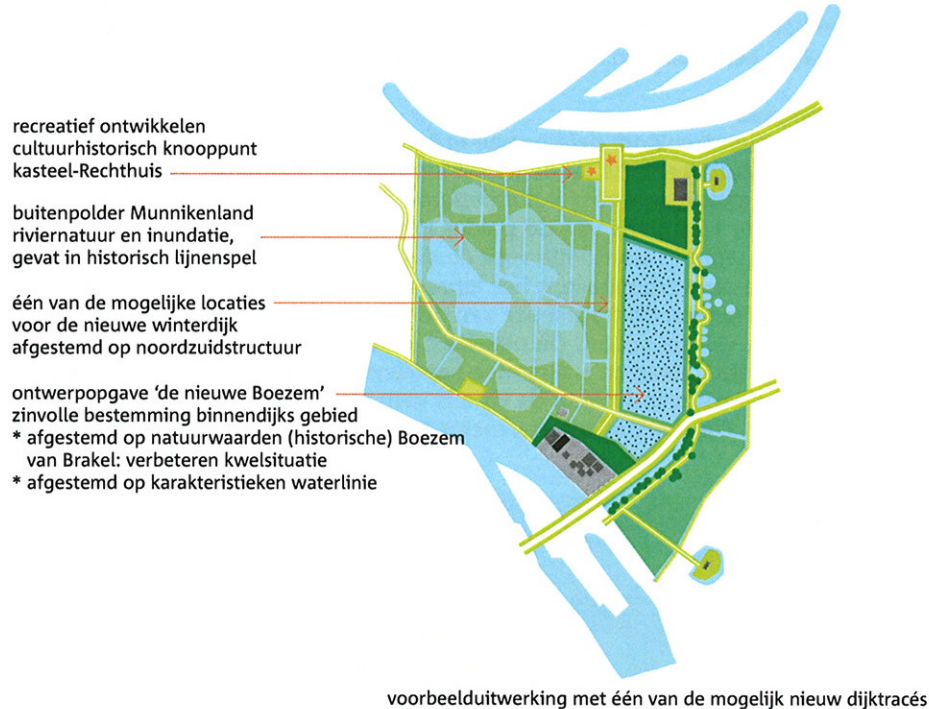 recreatief ontwikkelen
cultuurhistorisch knooppunt
kasteel-Rechthuis
buitenpolder Munnikenland
riviernatuur en inundatie,
gevat in historisch lijnenspel
één van de mogelijke locaties
voor de nieuwe winterdijk
afgestemd op noordzuidstructuur
ontwerpopgave ‘de nieuwe Boezem’
zinvolle bestemming binnendijks gebied
* afgestemd op natuurwaarden (historische) Boezem
van Brakel: verbeteren kwelsituatie
* afgestemd op karakteristieken waterlinie
voorbeelduitwerking met één van de mogelijk nieuw dijktracés